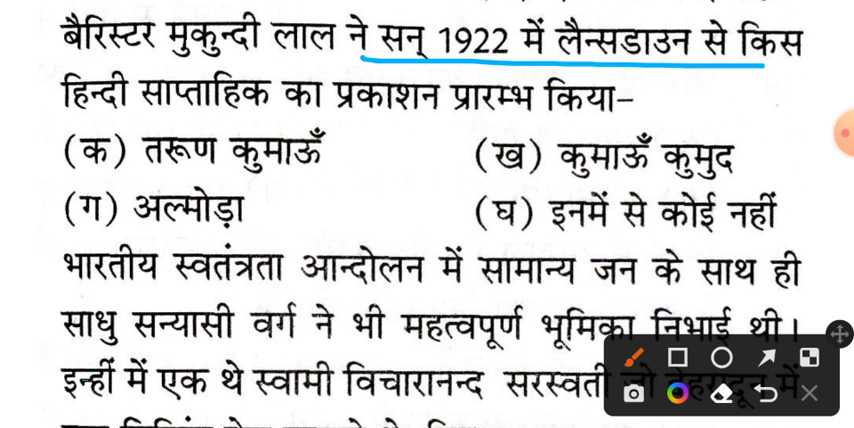 बैरिस्टर मुकुन्दी लाल ने सन् 1922 में लैन्सडाउन से किस
हिन्दी साप्ताहिक का प्रकाशन प्रारम्भ किया–
(क) तरूण कुमाऊँ (ख) कुमाऊँ कुमुद
(ग) अल्मोड़ा (घ) इनमें से कोई नहीं
भारतीय स्वतंत्रता आन्दोलन में सामान्य जन के साथ ही
साधु सन्यासी वर्ग ने भी महत्वपूर्ण भूमिका निभाई थी।
इन्हीं में एक थे स्वामी विचारानन्द सरस्वती जो देहरादून में